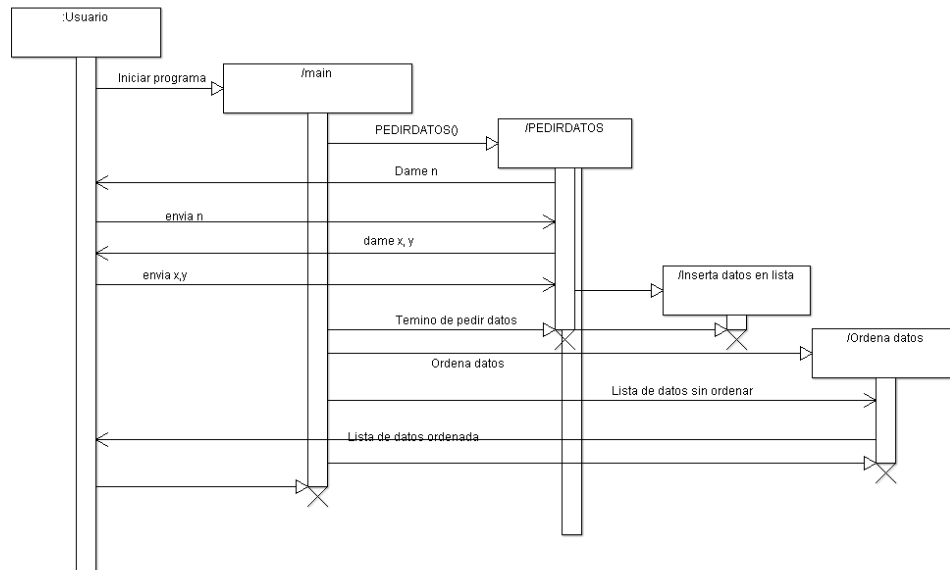 :Usuario
Iniciar programa
/main
PEDIRDATOS()
/PEDIRDATOS
Dame n
envia n
dame x, y
envia x,y
/Inserta datos en lista
Temino de pedir datos
/Ordena datos
Ordena datos
Lista de datos sin ordenar
Lista de datos ordenada